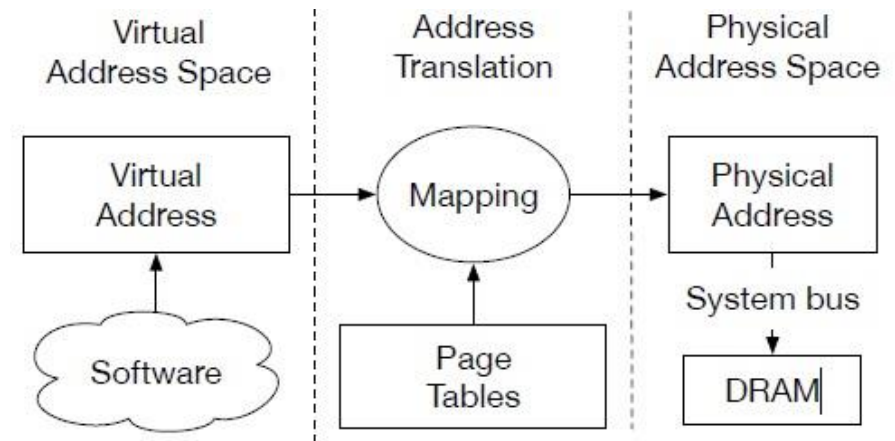 Virtual
Address Space
Address
Translation
Physical
Address Space
Virtual
Address
Mapping
Physical
Address
System bus
Software
Page
Tables
DRAM